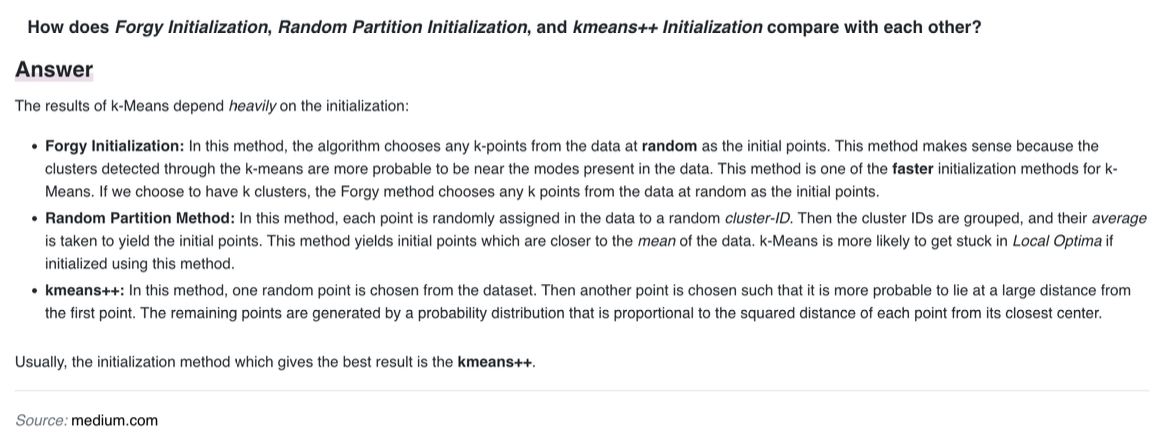 How does Forgy Initialization, Random Partition Initialization, and kmeans++ Initialization compare with each other?
Answer
The results of k-Means depend heavily on the initialization:
• Forgy Initialization: In this method, the algorithm chooses any k-points from the data at random as the initial points. This method makes sense because the
clusters detected through the k-means are more probable to be near the modes present in the data. This method is one of the faster initialization methods for k-
Means. If we choose to have k clusters, the Forgy method chooses any k points from the data at random as the initial points.
• Random Partition Method: In this method, each point is randomly assigned in the data to a random cluster-ID. Then the cluster IDs are grouped, and their average
is taken to yield the initial points. This method yields initial points which are closer to the mean of the data. k-Means is more likely to get stuck in Local Optima if
initialized using this method.
• kmeans++: In this method, one random point is chosen from the dataset. Then another point is chosen such that it is more probable to lie at a large distance from
the first point. The remaining points are generated by a probability distribution that is proportional to the squared distance of each point from its closest center.
Usually, the initialization method which gives the best result is the kmeans++.
Source: medium.com